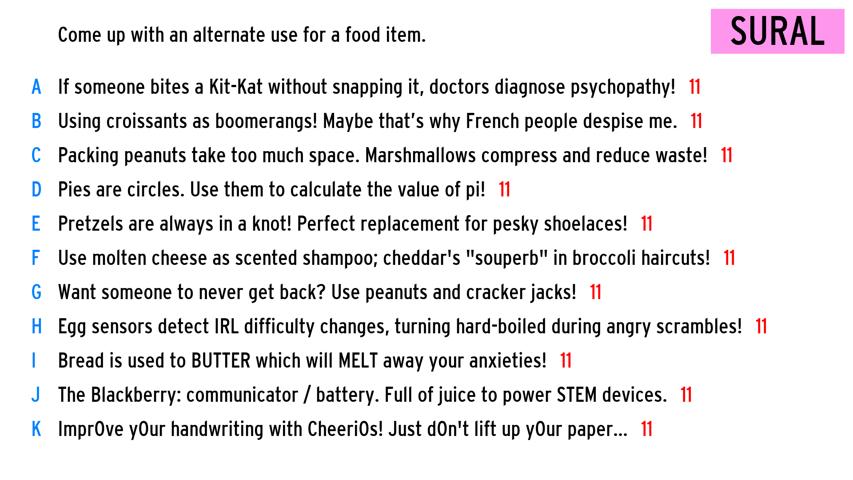 Come up with an alternate use for a food item.
SURAL
A If someone bites a Kit-Kat without snapping it, doctors diagnose psychopathy! 11
B Using croissants as boomerangs! Maybe that's why French people despise me. 11
C Packing peanuts take too much space. Marshmallows compress and reduce waste! 11
D Pies are circles. Use them to calculate the value of pi! 11
E Pretzels are always in a knot! Perfect replacement for pesky shoelaces! 11
F Use molten cheese as scented shampoo; cheddar's "souperb" in broccoli haircuts! 11
G Want someone to never get back? Use peanuts and cracker jacks! 11
H Egg sensors detect IRL difficulty changes, turning hard-boiled during angry scrambles! 11
I Bread is used to BUTTER which will MELT away your anxieties! 11
J The Blackberry: communicator / battery. Full of juice to power STEM devices. 11
K ImprOve yOur handwriting with CheeriOs! Just dOn't lift up yOur paper... 11